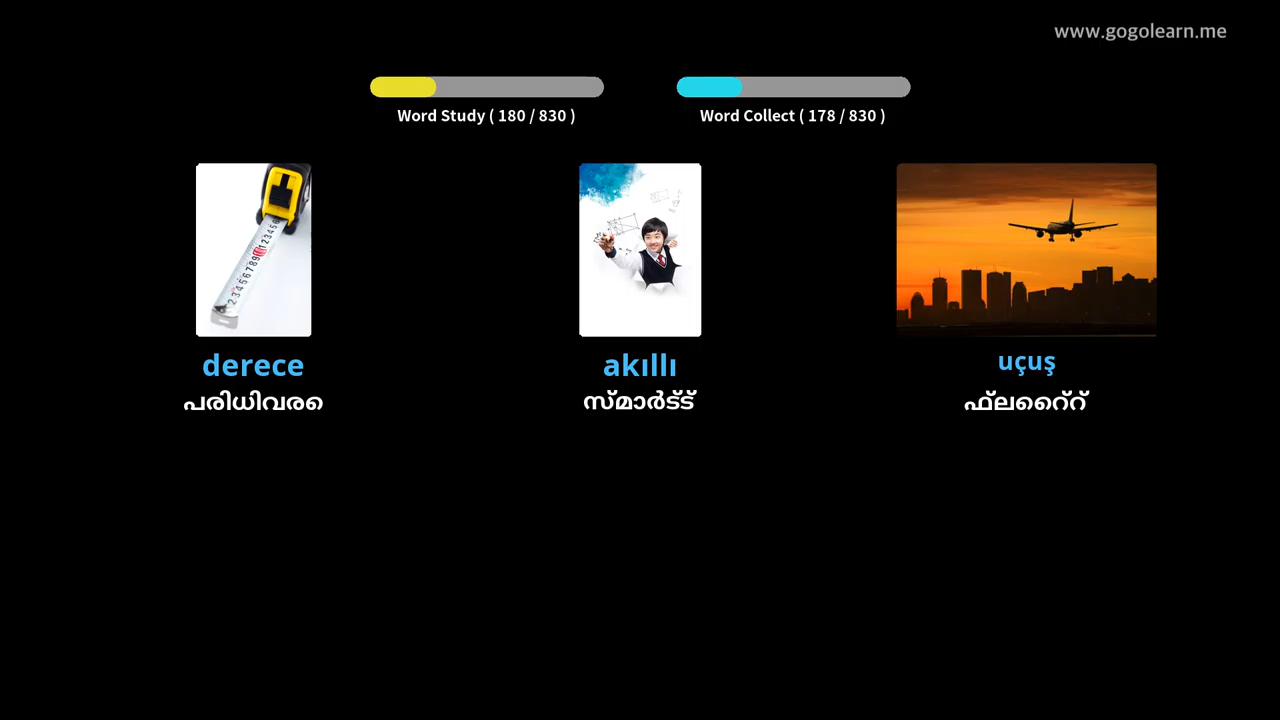 www.gogolearn.me
Word Study ( 180 / 830 )
Word Collect ( 178 / 830 )
derece
akıllı
uçuş
പരിധിവരെ
സ്മാർട്ട്
ഫ്ലൈറ്റ്